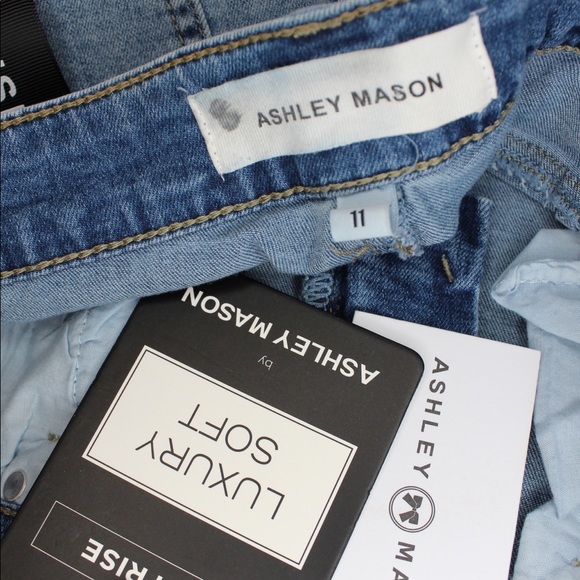 ASHLEY MASON
11
ASHLEY MASON
by
LUXURY
SOFT
RISE
ASHLEY MA